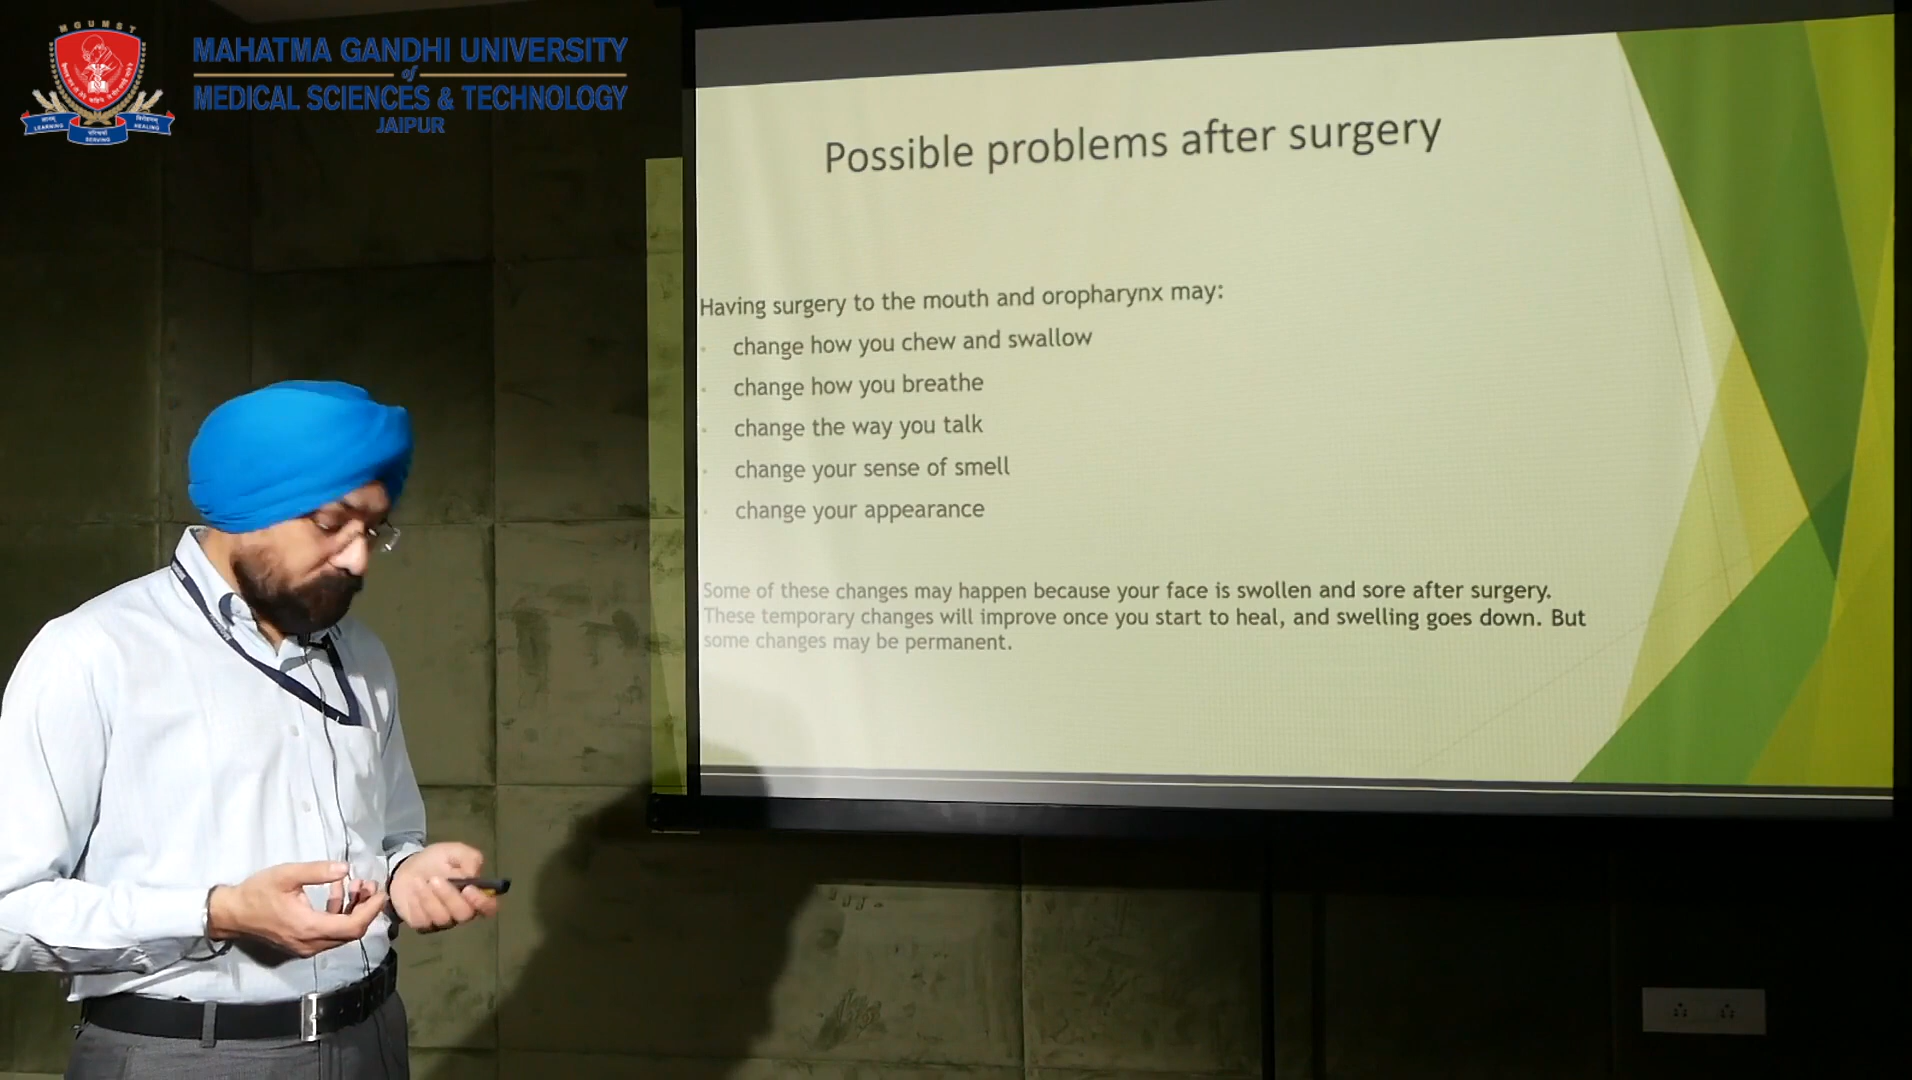 MGUMST
LEARNING
SERVING
HEALING
MAHATMA GANDHI UNIVERSITY
of
MEDICAL SCIENCES & TECHNOLOGY
JAIPUR
Possible problems after surgery
Having surgery to the mouth and oropharynx may:
change how you chew and swallow
change how you breathe
change the way you talk
change your sense of smell
change your appearance
Some of these changes may happen because your face is swollen and sore after surgery.
These temporary changes will improve once you start to heal, and swelling goes down. But
some changes may be permanent.